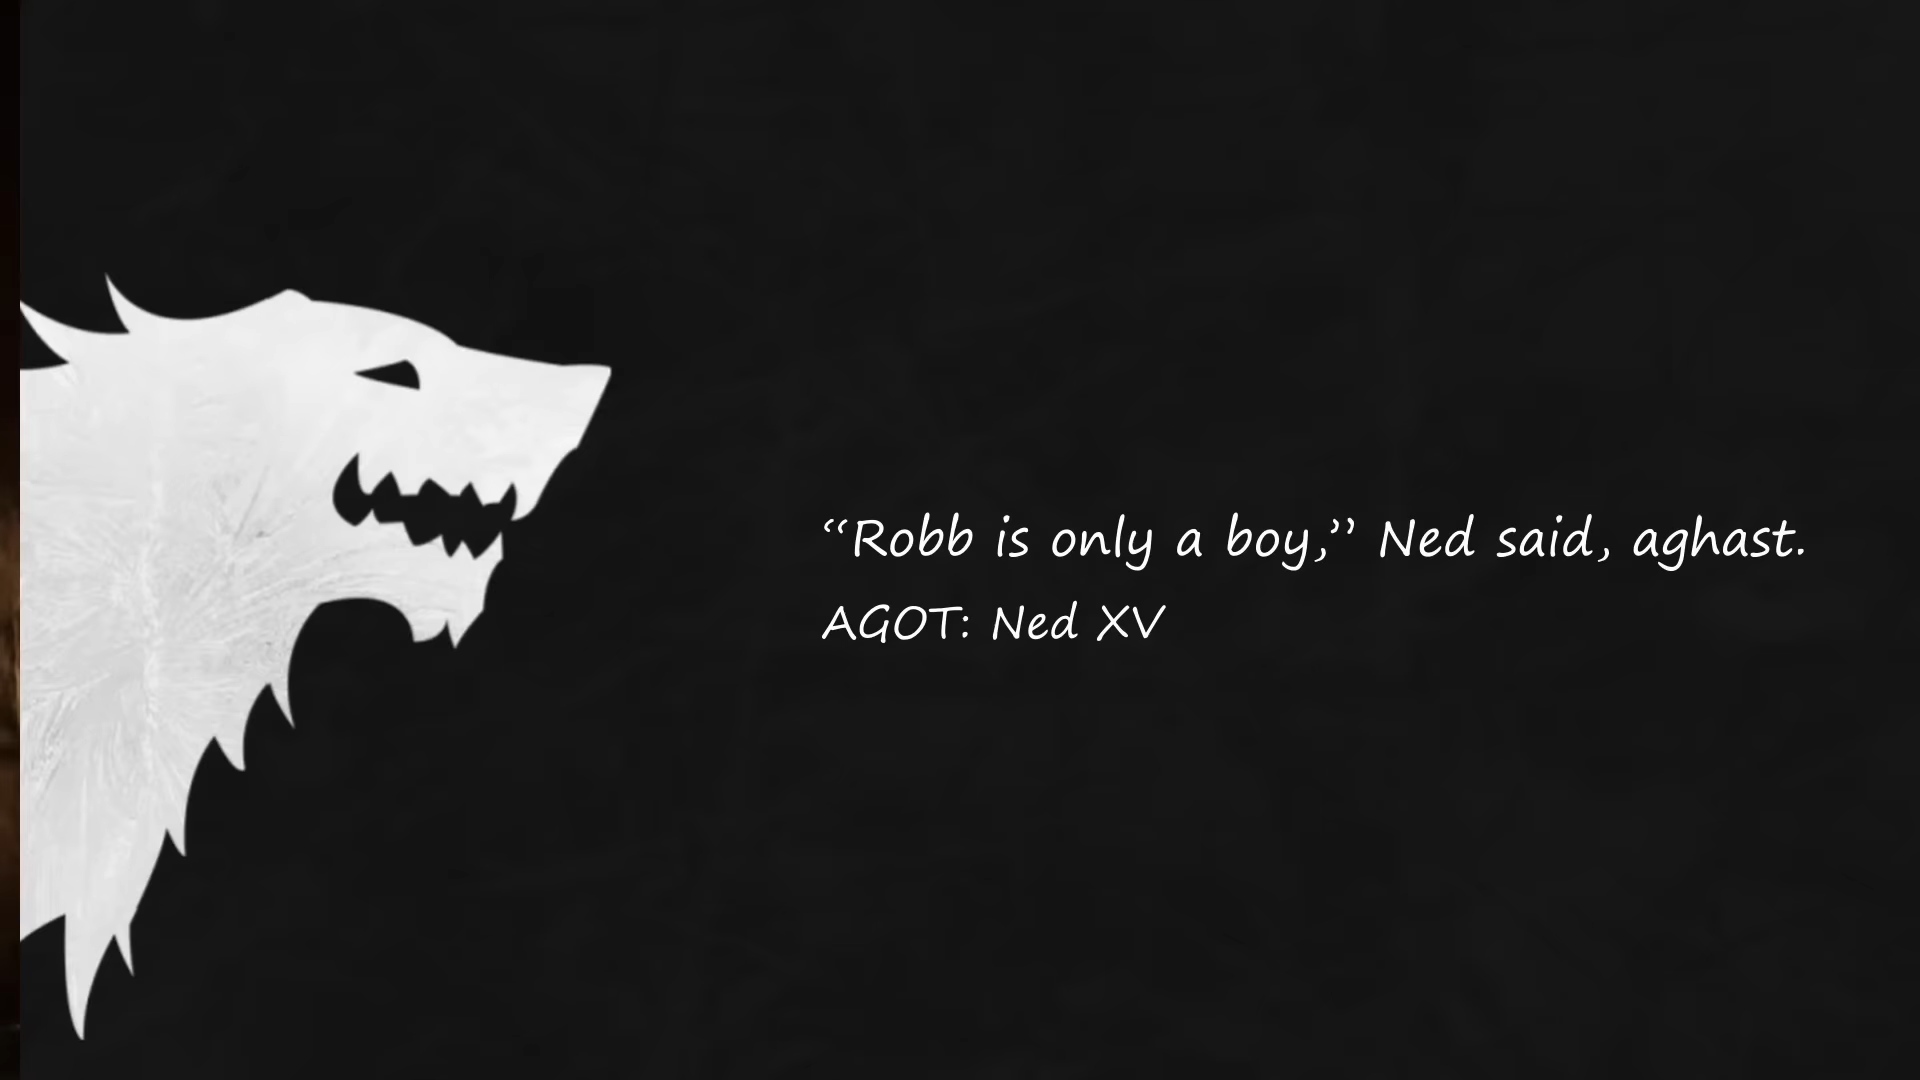 “Robb is only a boy,” Ned said, aghast.
AGOT: Ned XV